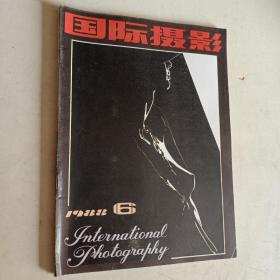 国际摄影
1988 6
International
Photography